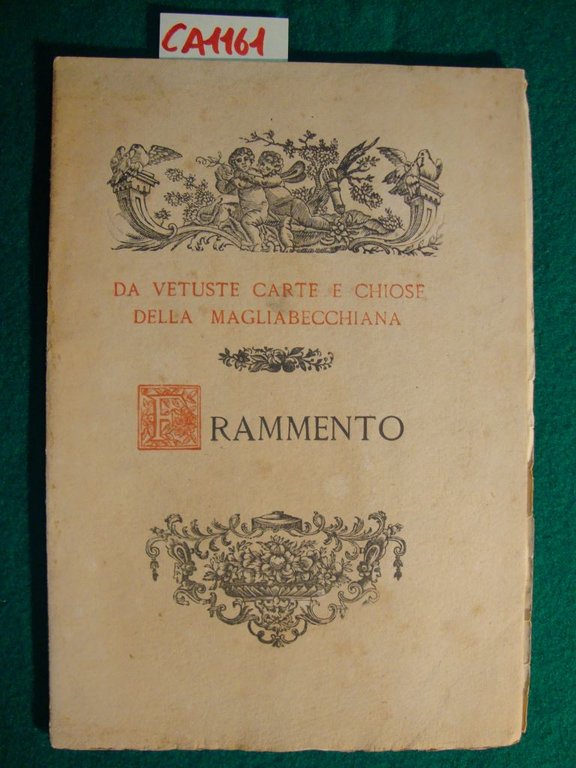 CA1161
DA VETUSTE CARTE E CHIOSE
DELLA MAGLIABECCHIANA
FRAMMENTO